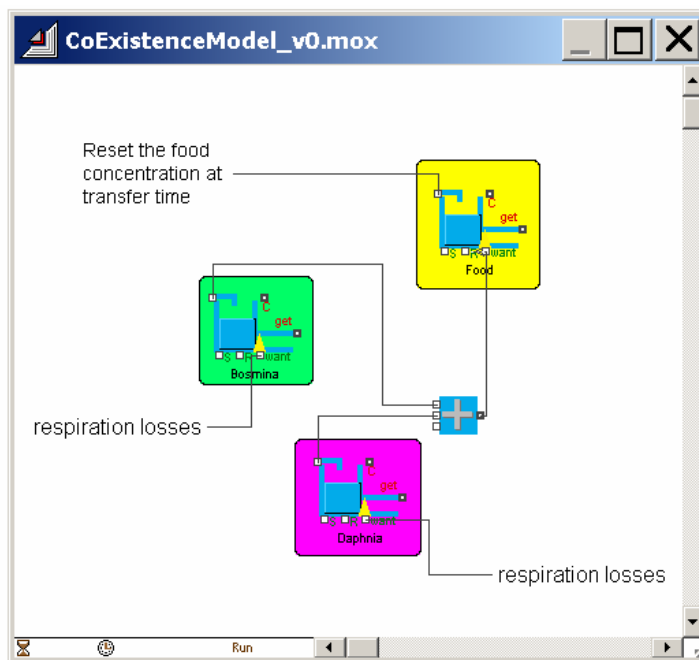 CoExistenceModel_v0.mox
Reset the food
concentration at
transfer time
C
get
S R want
Food
C
get
S R want
Bosmina
respiration losses
C
get
S R want
Daphnia
respiration losses
Run